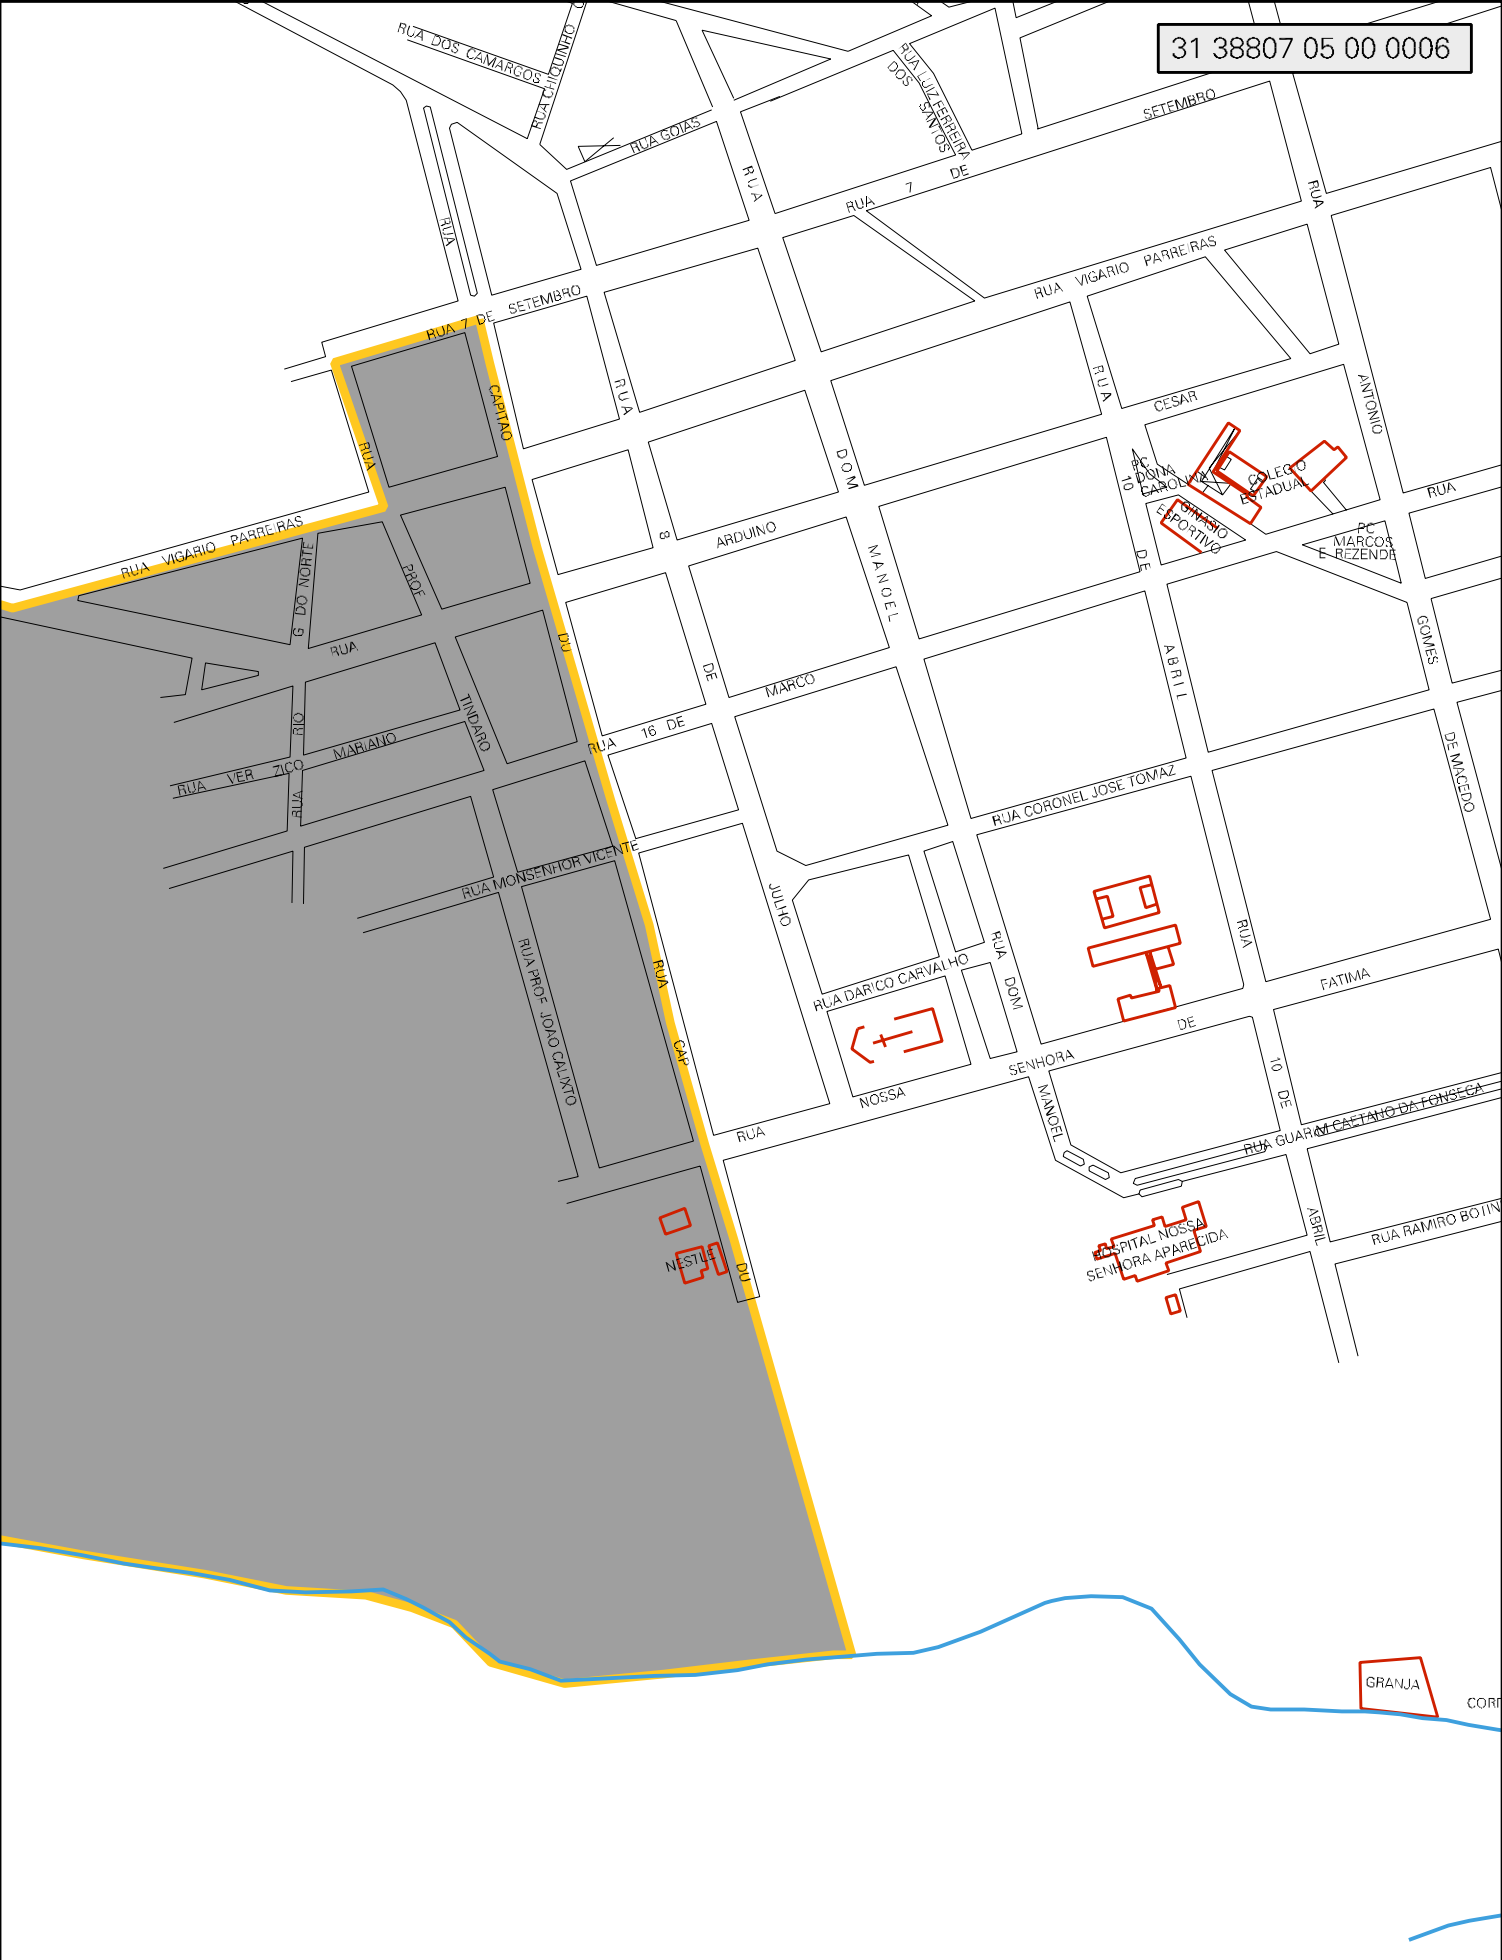 31 38807 05 00 0006
RUA DOS CAMARGOS
RUA CHIQUINHO
RUA GOIAS
RUA LUIZ FERREIRA
DOS SANTOS
RUA 7 DE SETEMBRO
RUA
RUA
RUA
RUA 7 DE SETEMBRO
RUA VIGARIO PARREIRAS
RUA
CAPITAO
RUA
RUA
CESAR
ANTONIO
RUA
DOM
PC
DONA
CAROLINA
COLEGIO
ESTADUAL
GINASIO
ESPORTIVO
10
DE
RUA
PC
MARCOS
E REZENDE
RUA VIGARIO PARREIRAS
G DO NORTE
PROF
8
ARDUINO
MANOEL
RUA
DU
DE
MARCO
ABRIL
GOMES
RIO
TINDARO
RUA 16 DE
RUA VER ZICO MARIANO
RUA
DE MACEDO
RUA CORONEL JOSE TOMAZ
RUA MONSENHOR VICENTE
JULHO
RUA PROF JOAO CALIXTO
RUA
RUA
DOM
RUA
RUA DARICO CARVALHO
FATIMA
DE
SENHORA
NOSSA
RUA
CAP
MANOEL
10 DE
RUA GUARAM CAETANO DA FONSECA
ABRIL
RUA RAMIRO BOTIN
HOSPITAL NOSSA
SENHORA APARECIDA
NESTLE
DU
GRANJA